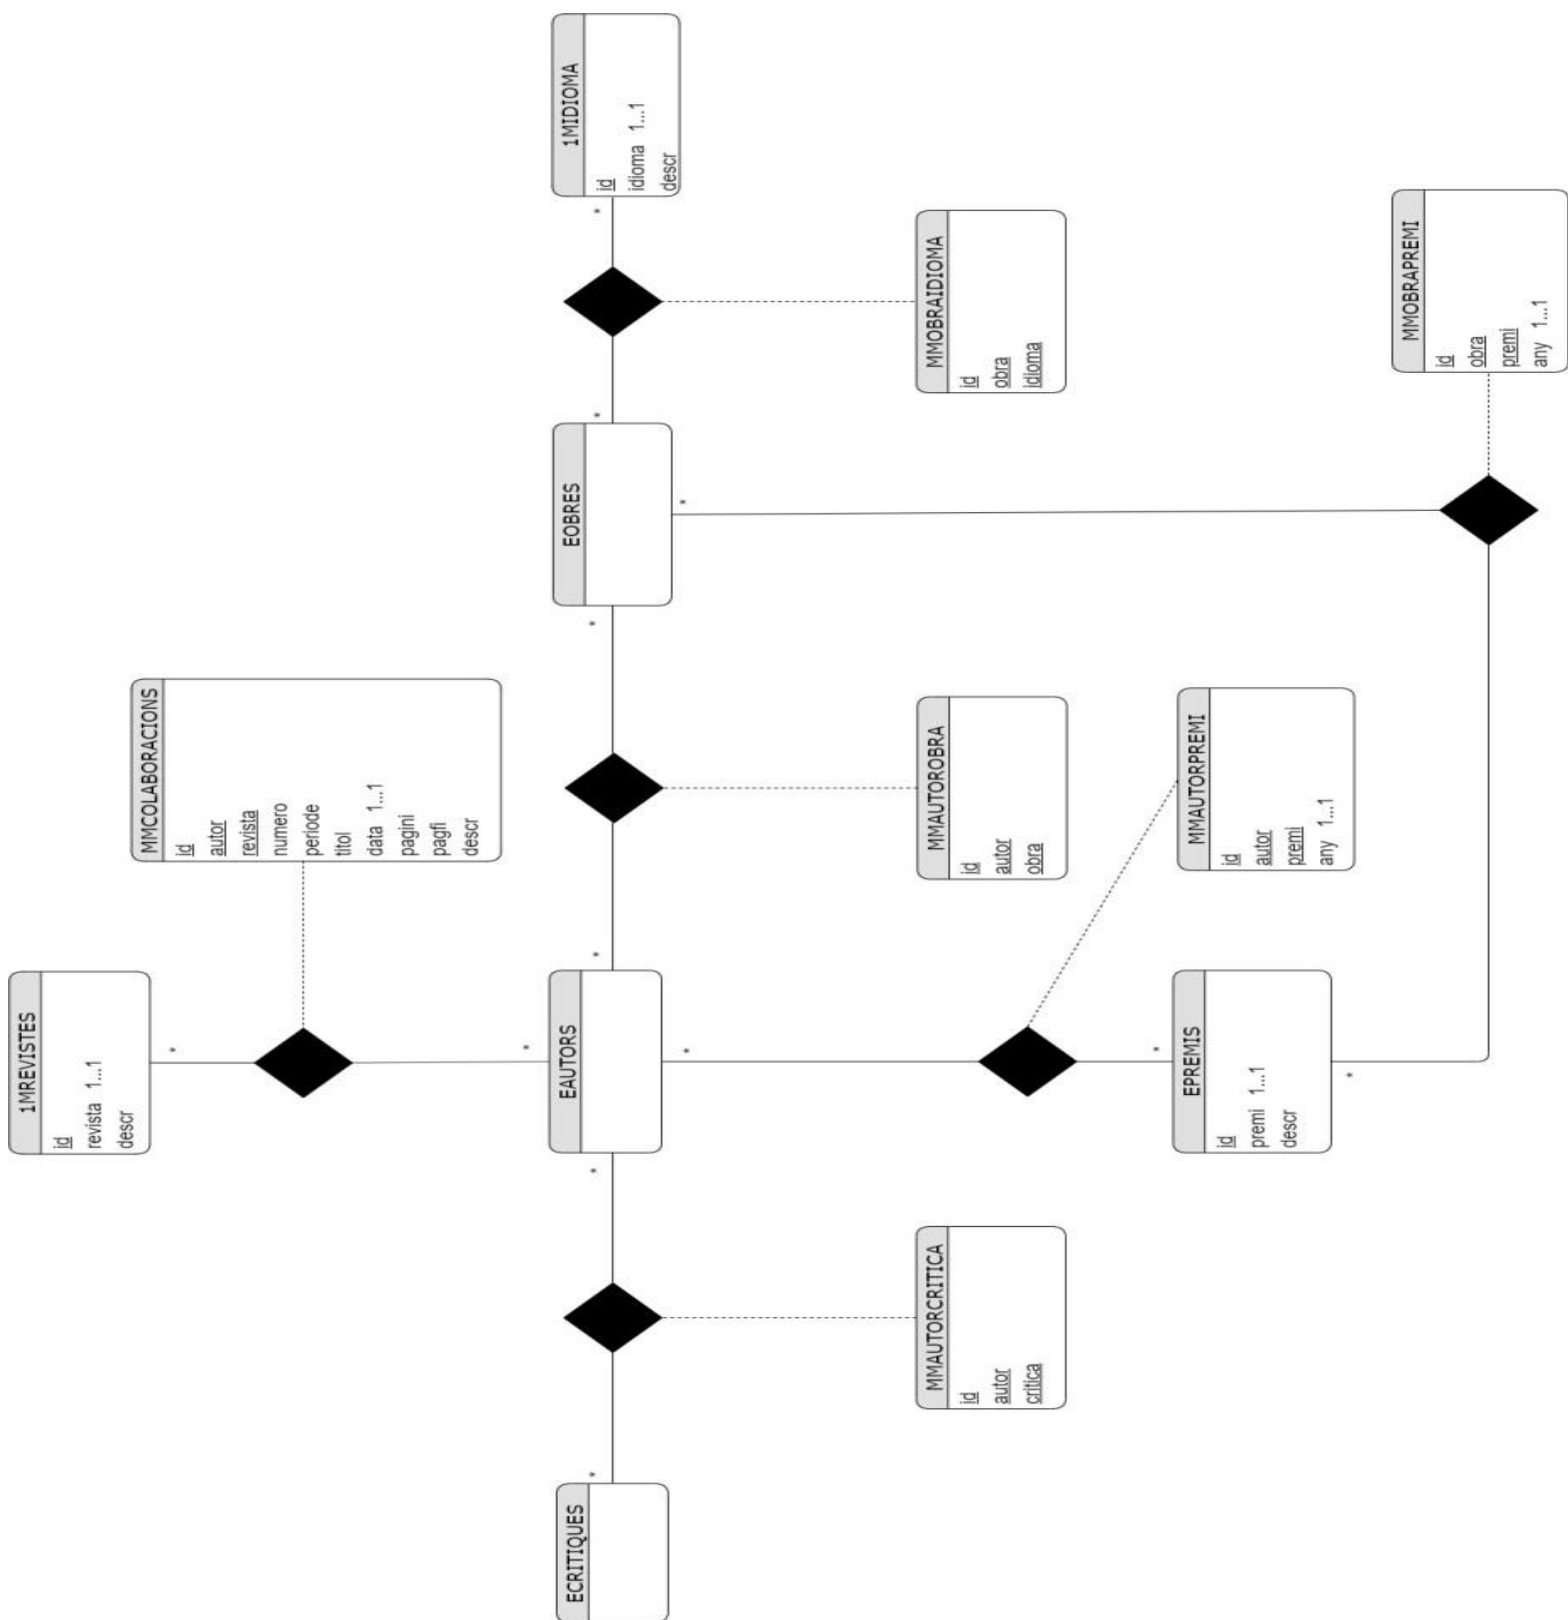 1MREVISTES
id
revista 1...1
descr
MMCOLABORACIONS
id
autor
revista
numero
periode
titol
data 1...1
pagini
pagfi
descr
*
*
ECRITIQUES
*
*
EAUTORS
*
*
EOBRES
*
*
1MIDIOMA
id
idioma 1...1
descr
*
*
MMAUTORCRITICA
id
autor
critica
MMAUTOROBRA
id
autor
obra
MMOBRAIDIOMA
id
obra
idioma
*
EPREMIS
id
premi 1...1
descr
*
MMAUTORPREMI
id
autor
premi
any 1...1
MMOBRAPREMI
id
obra
premi
any 1...1